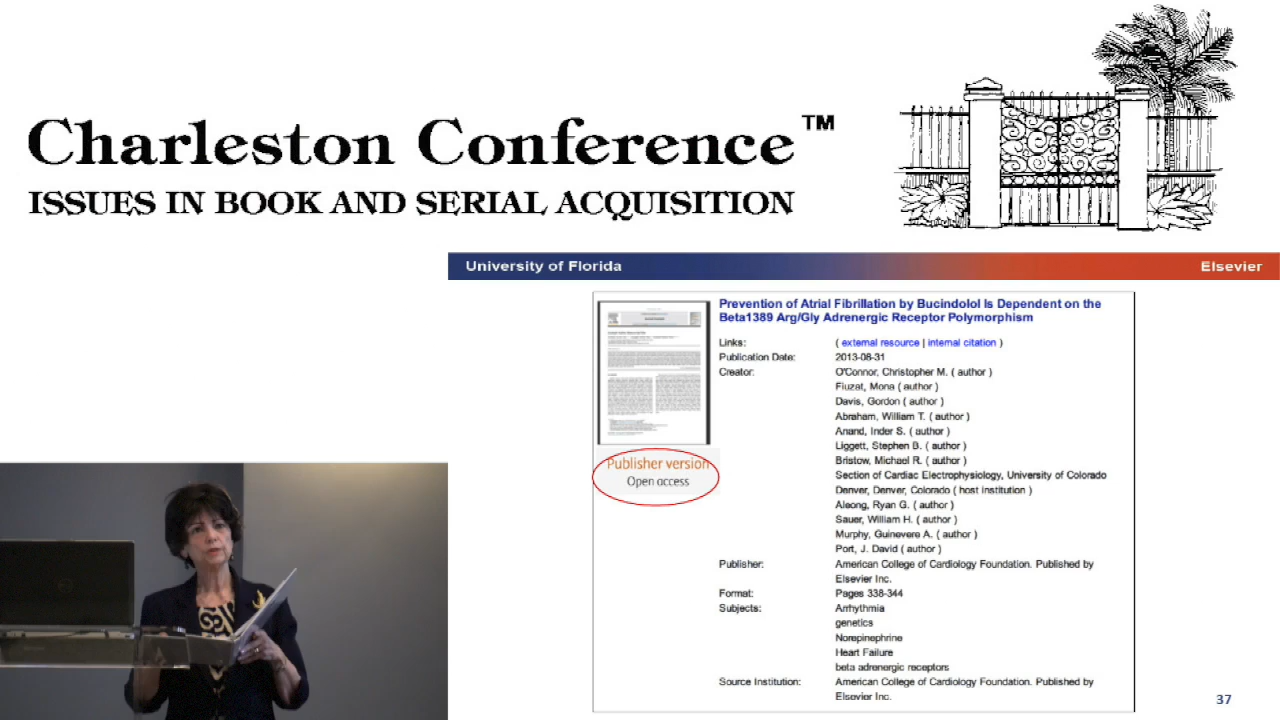 Charleston Conference™
ISSUES IN BOOK AND SERIAL ACQUISITION
University of Florida
Elsevier
Prevention of Atrial Fibrillation by Bucindolol Is Dependent on the
Beta1389 Arg/Gly Adrenergic Receptor Polymorphism
Links: ( external resource | internal citation )
Publication Date: 2013-08-31
Creator: O'Connor, Christopher M. ( author )
Fiuzat, Mona ( author )
Davis, Gordon ( author )
Abraham, William T. ( author )
Anand, Inder S. ( author )
Liggett, Stephen B. ( author )
Bristow, Michael R. ( author )
Section of Cardiac Electrophysiology, University of Colorado
Denver, Denver, Colorado ( host institution )
Aleong, Ryan G. ( author )
Sauer, William H. ( author )
Murphy, Guinevere A. ( author )
Port, J. David ( author )
Publisher: American College of Cardiology Foundation. Published by
Elsevier Inc.
Format: Pages 338-344
Subjects: Arrhythmia
genetics
Norepinephrine
Heart Failure
beta adrenergic receptors
Source Institution: American College of Cardiology Foundation. Published by
Elsevier Inc.
Publisher version
Open access
37